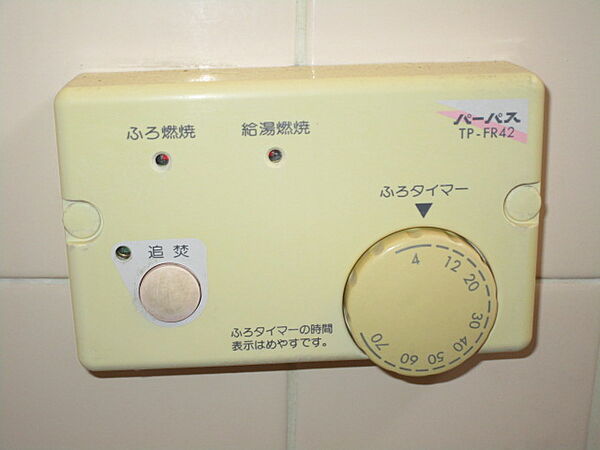 ふろ燃焼
給湯燃焼
パーパス
TP-FR42
ふろタイマー
追焚
4
12
20
30
40
50
60
70
ふろタイマーの時間
表示はめやすです。